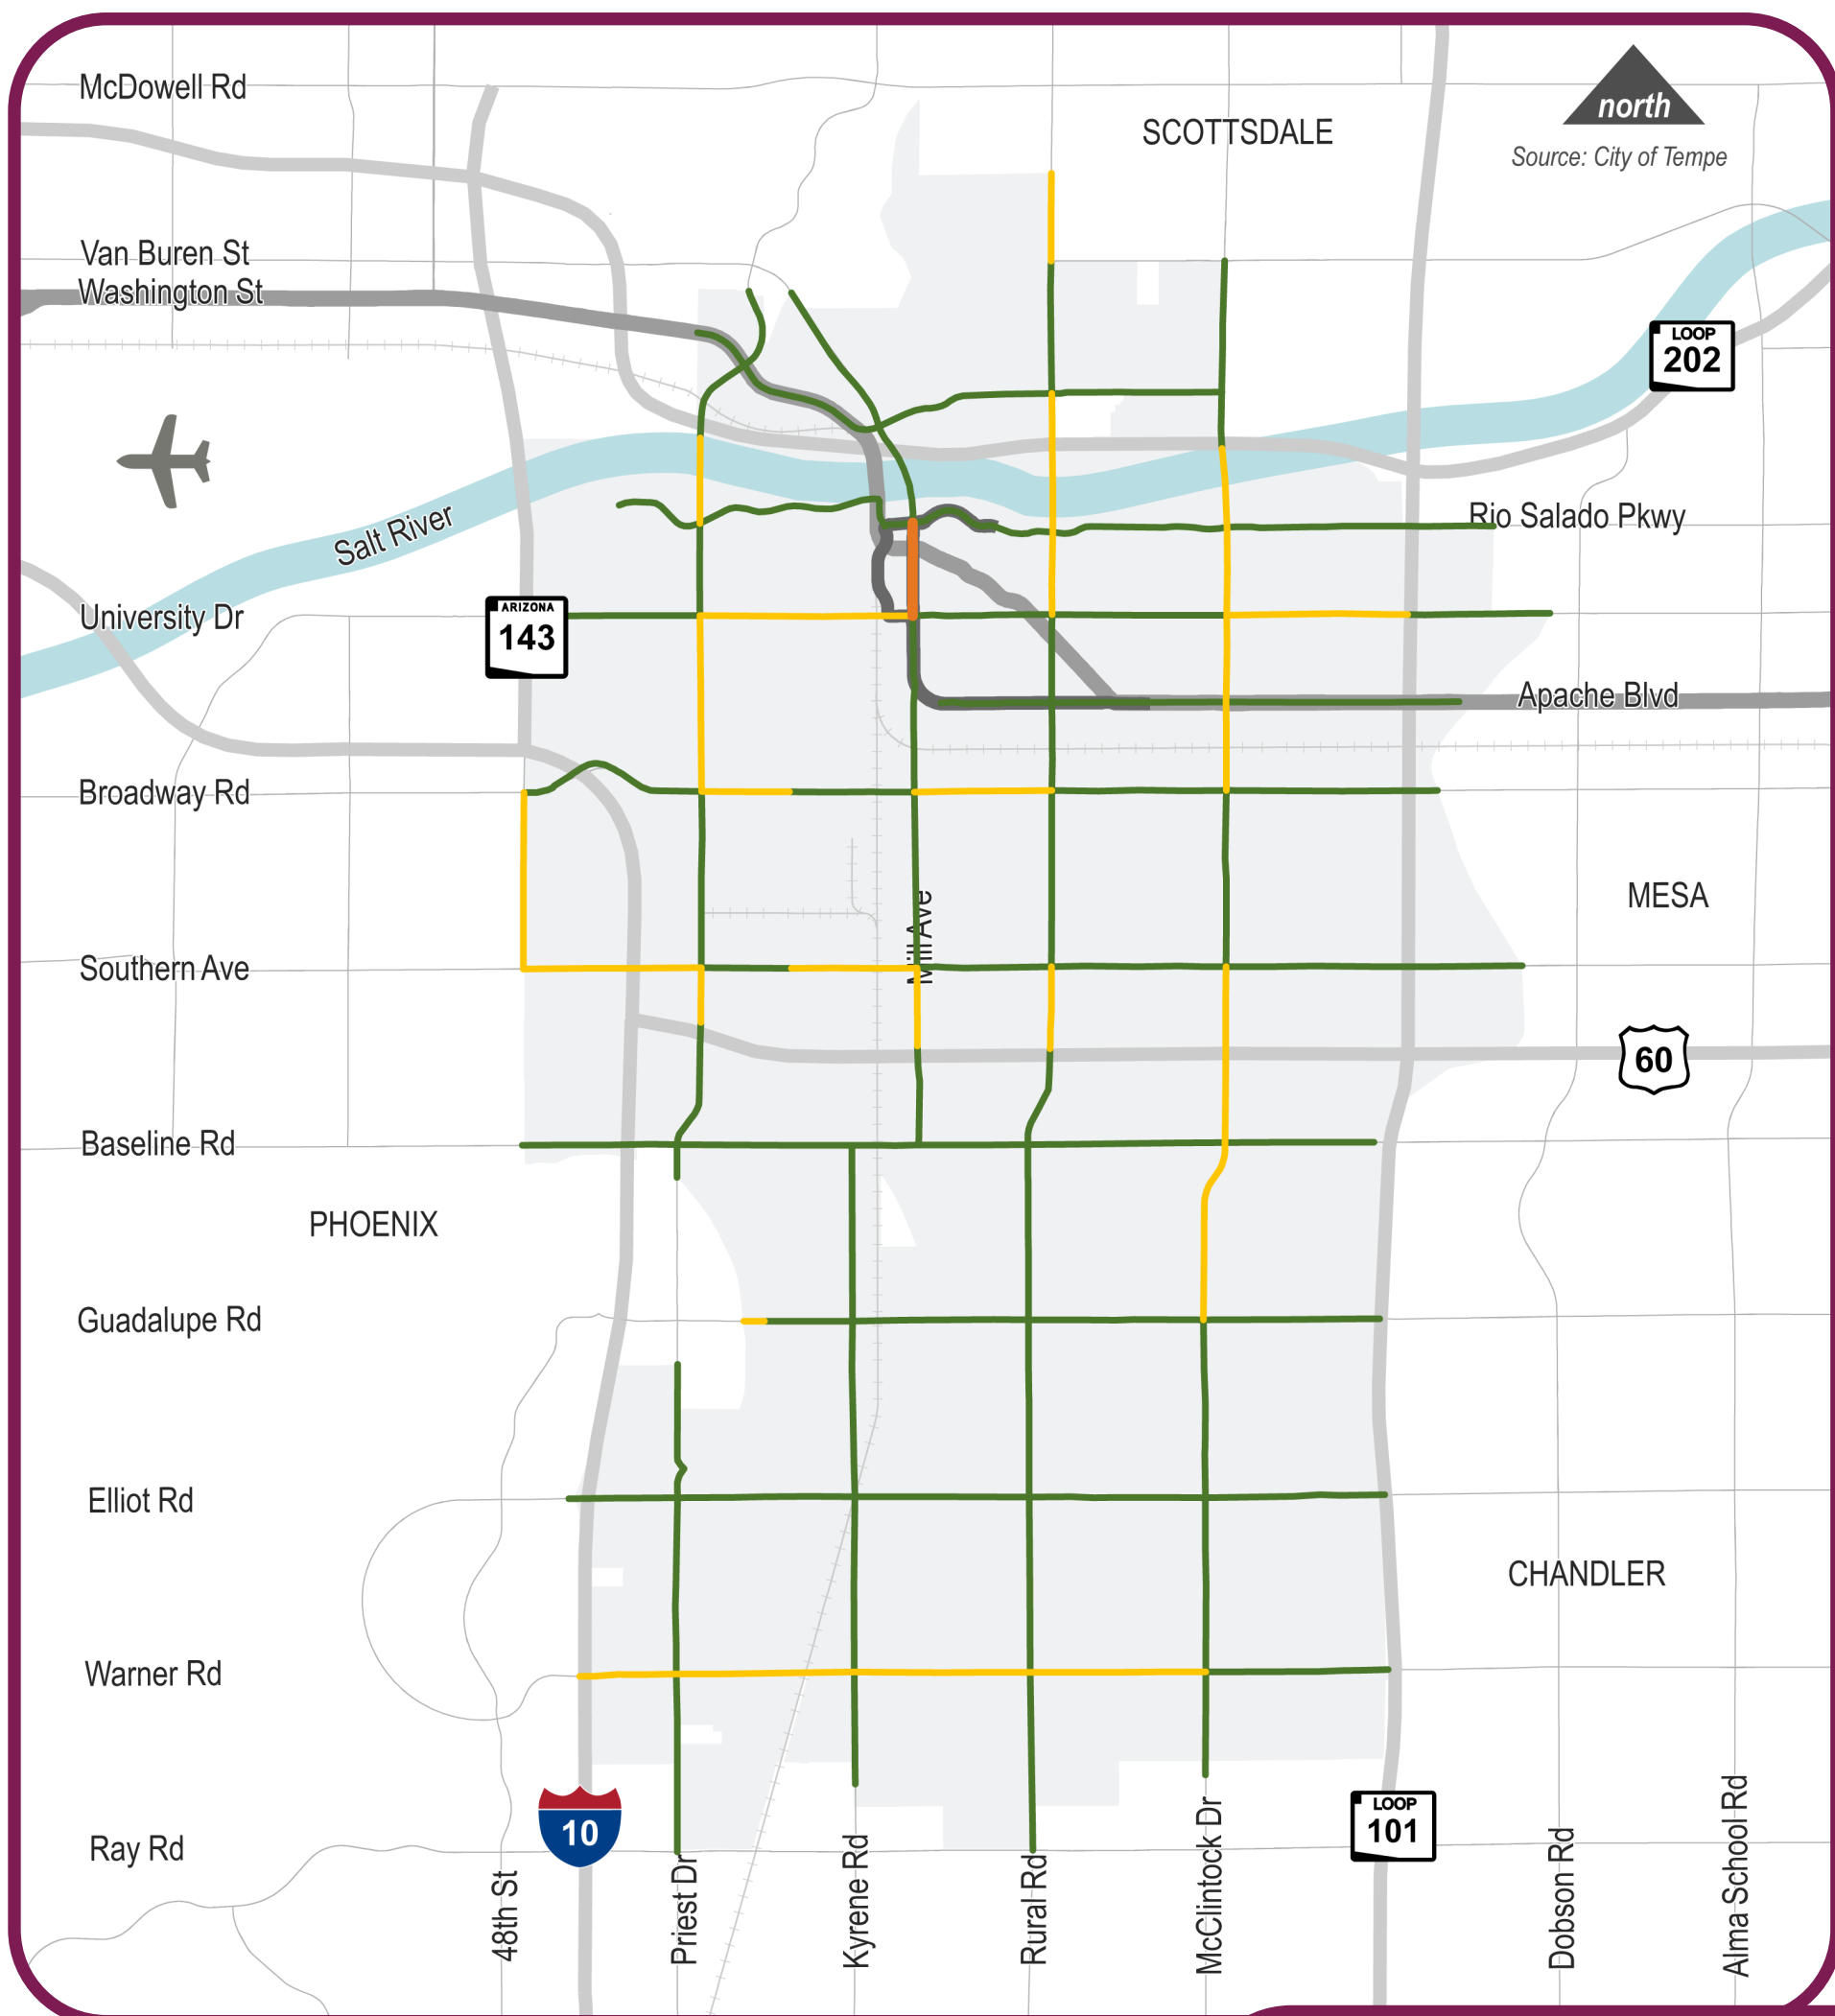 McDowell Rd
SCOTTSDALE
north
Source: City of Tempe
Van Buren St
Washington St
LOOP
202
Salt River
Rio Salado Pkwy
University Dr
ARIZONA
143
Apache Blvd
Broadway Rd
Mill Ave
MESA
Southern Ave
60
Baseline Rd
PHOENIX
Guadalupe Rd
Elliot Rd
CHANDLER
Warner Rd
10
LOOP
101
Ray Rd
48th St
Priest Dr
Kyrene Rd
Rural Rd
McClintock Dr
Dobson Rd
Alma School Rd